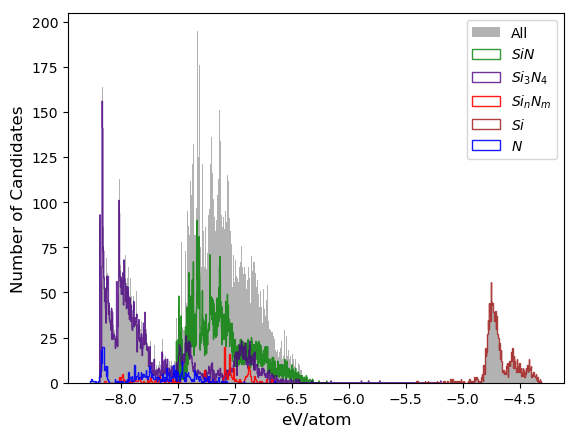 200
175
150
125
100
75
50
25
0
Number of Candidates
All
SiN
Si₃N₄
SiₙNₘ
Si
N
−8.0 −7.5 −7.0 −6.5 −6.0 −5.5 −5.0 −4.5
eV/atom